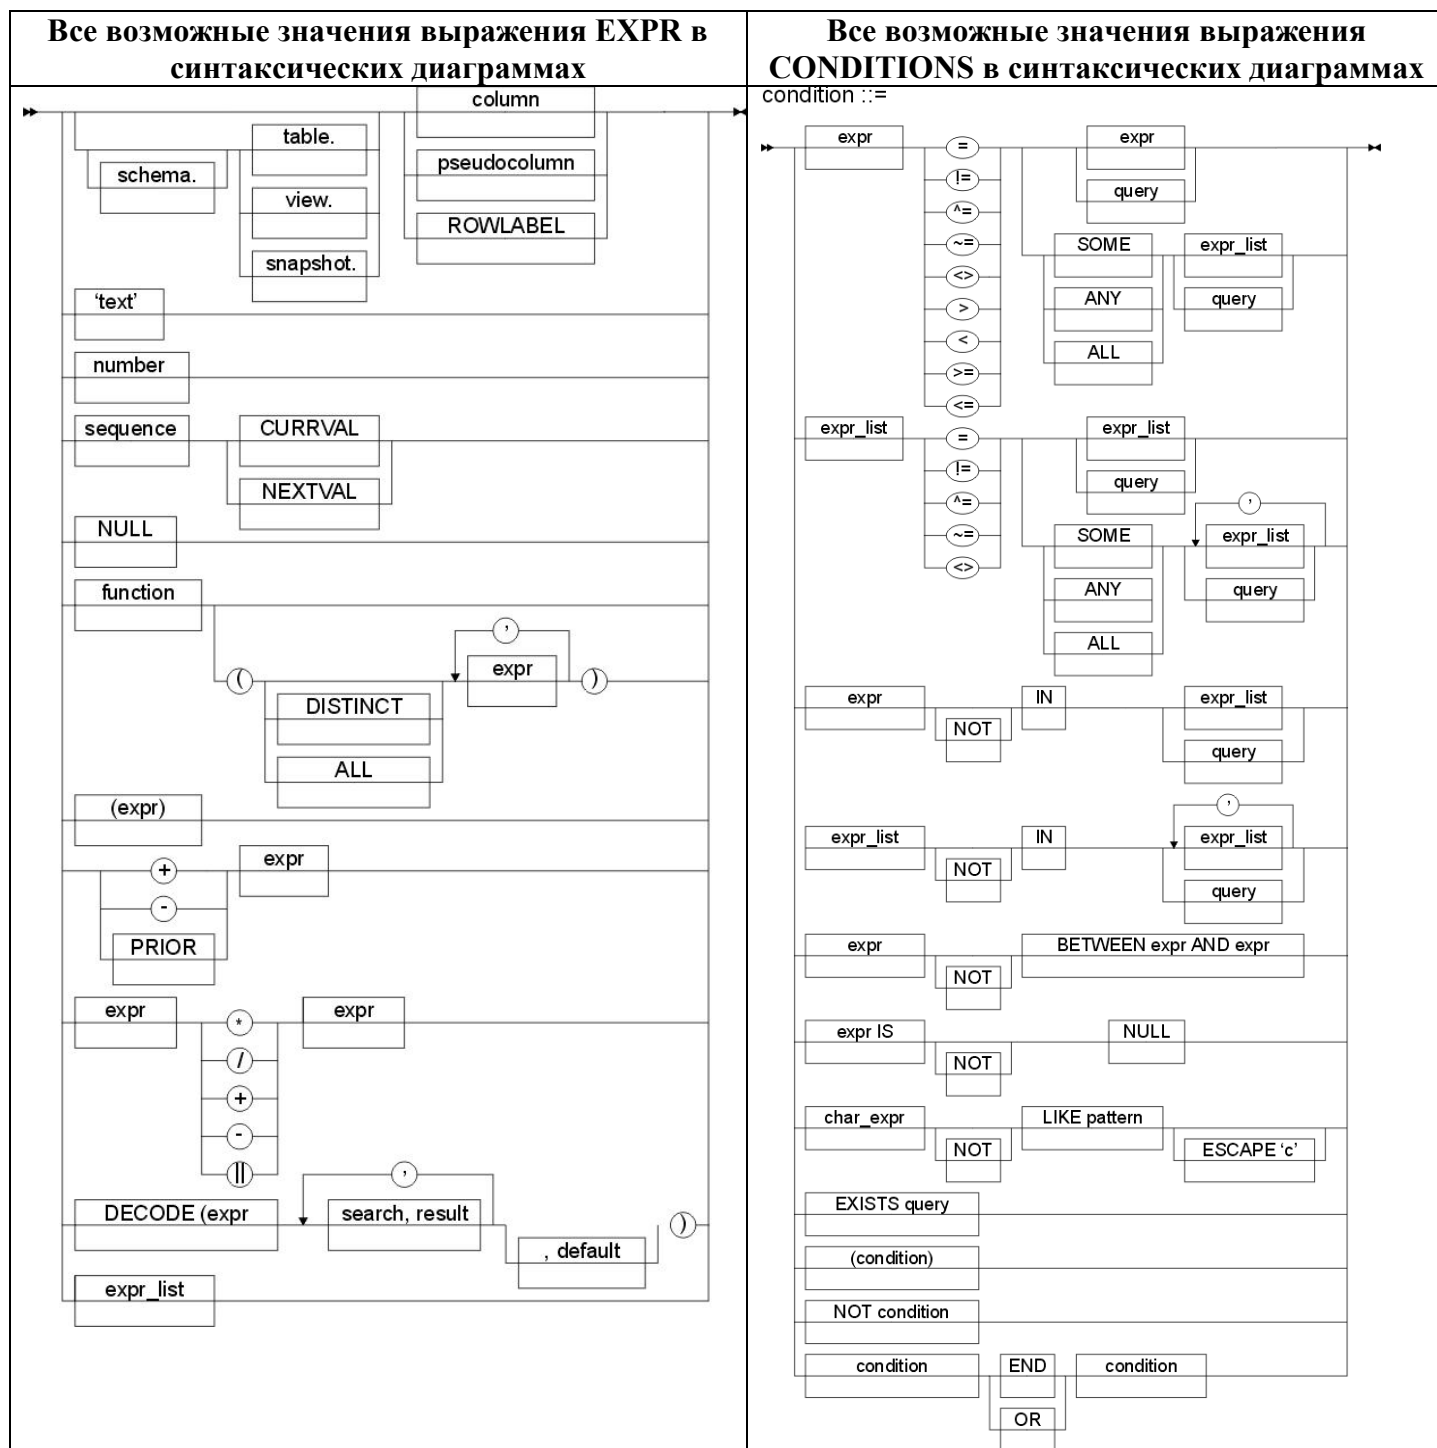 Все возможные значения выражения EXPR в
синтаксических диаграммах
column
table.
schema.
pseudocolumn
view.
ROWLABEL
snapshot.
‘text’
number
sequence CURRVAL
NEXTVAL
NULL
function
,
( expr )
DISTINCT
ALL
(expr)
+ expr
-
PRIOR
expr * expr
/
+
-
||
,
DECODE (expr search, result )
, default
expr_list
Все возможные значения выражения
CONDITIONS в синтаксических диаграммах
condition ::=
expr = expr
!= query
^=
~= SOME expr_list
<>
> ANY query
<
>= ALL
<=
expr_list = expr_list
!= query
^= ,
~= SOME expr_list
<> ANY query
ALL
expr IN expr_list
NOT query
,
expr_list IN expr_list
NOT query
expr BETWEEN expr AND expr
NOT
expr IS NULL
NOT
char_expr LIKE pattern
NOT ESCAPE ‘c’
EXISTS query
(condition)
NOT condition
condition END condition
OR